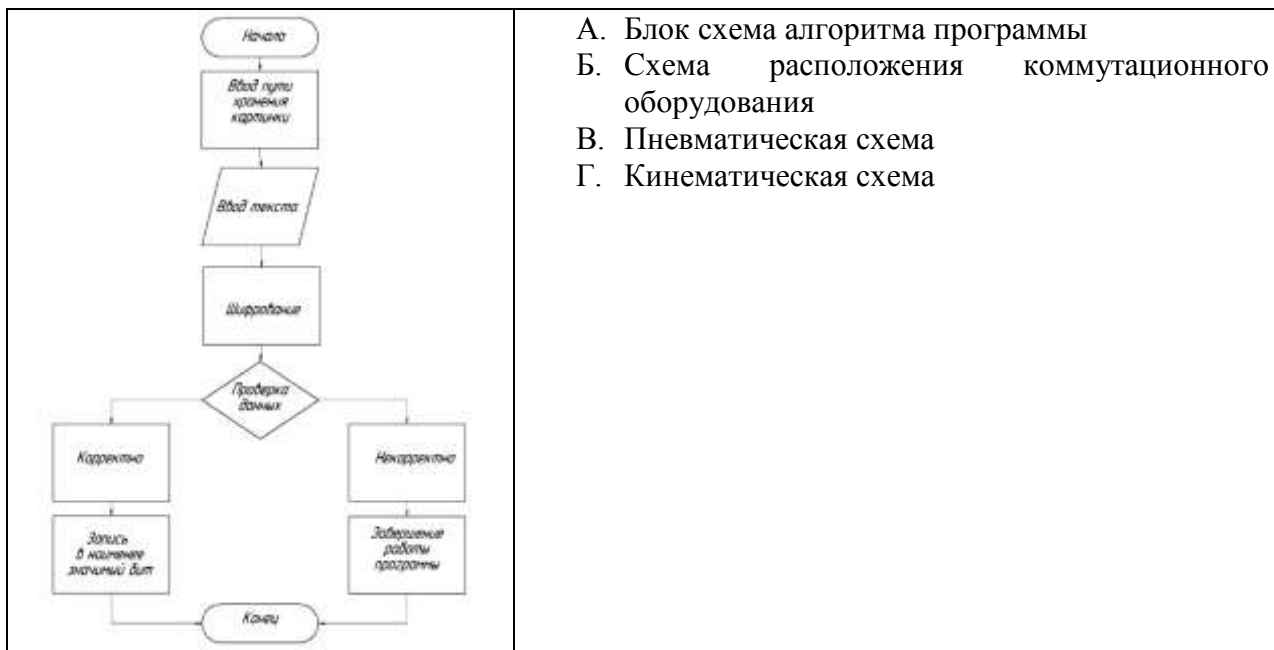 Начало
Ввод пути
хранения
картинки
Ввод текста
Шифрование
Проверка
данных
Корректно
Некорректно
Запись
в наименее
значимый бит
Завершение
работы
программы
Конец
А. Блок схема алгоритма программы
Б. Схема расположения коммутационного
оборудования
В. Пневматическая схема
Г. Кинематическая схема